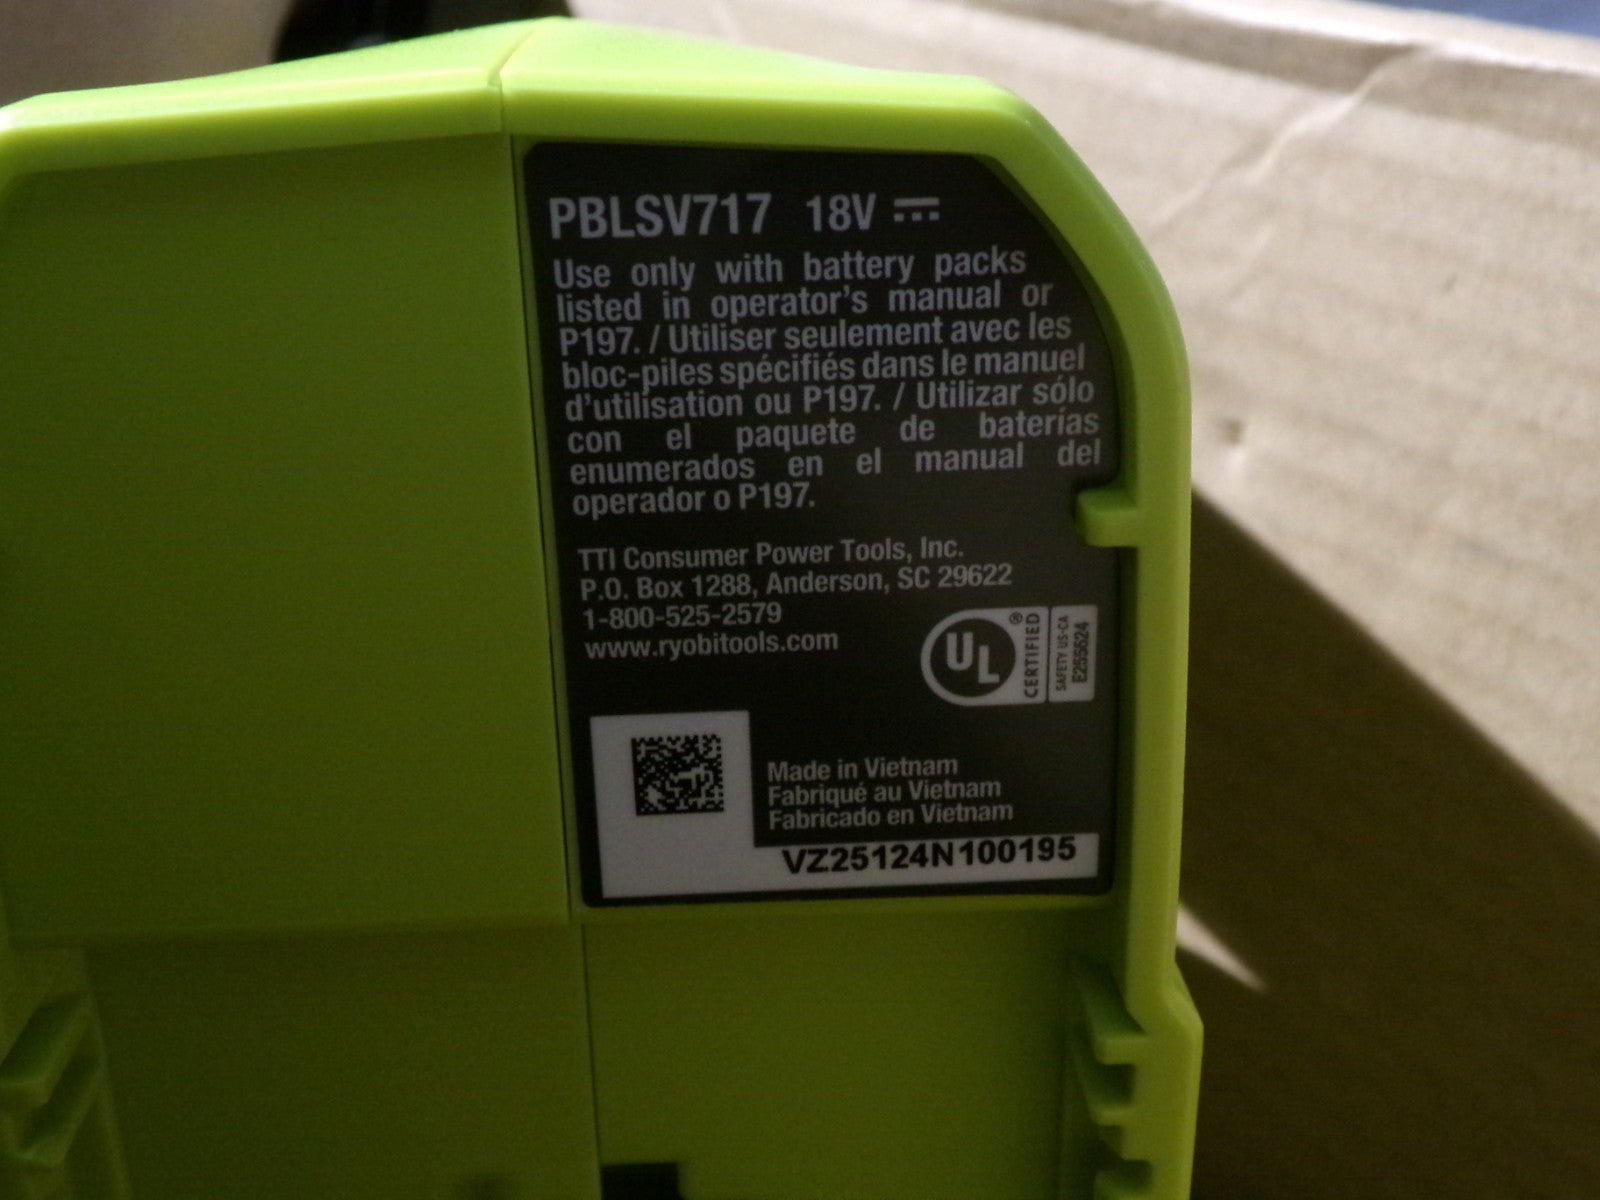 PBLSV717 18V
Use only with battery packs
listed in operator's manual or
P197. / Utiliser seulement avec les
bloc-piles spécifiés dans le manuel
d'utilisation ou P197. / Utilizar sólo
con el paquete de baterías
enumerados en el manual del
operador o P197.
TTI Consumer Power Tools, Inc.
P.O. Box 1288, Anderson, SC 29622
1-800-525-2579
www.ryobitools.com
UL ® CERTIFIED
SAFETY US-CA
E255624
Made in Vietnam
Fabriqué au Vietnam
Fabricado en Vietnam
VZ25124N100195